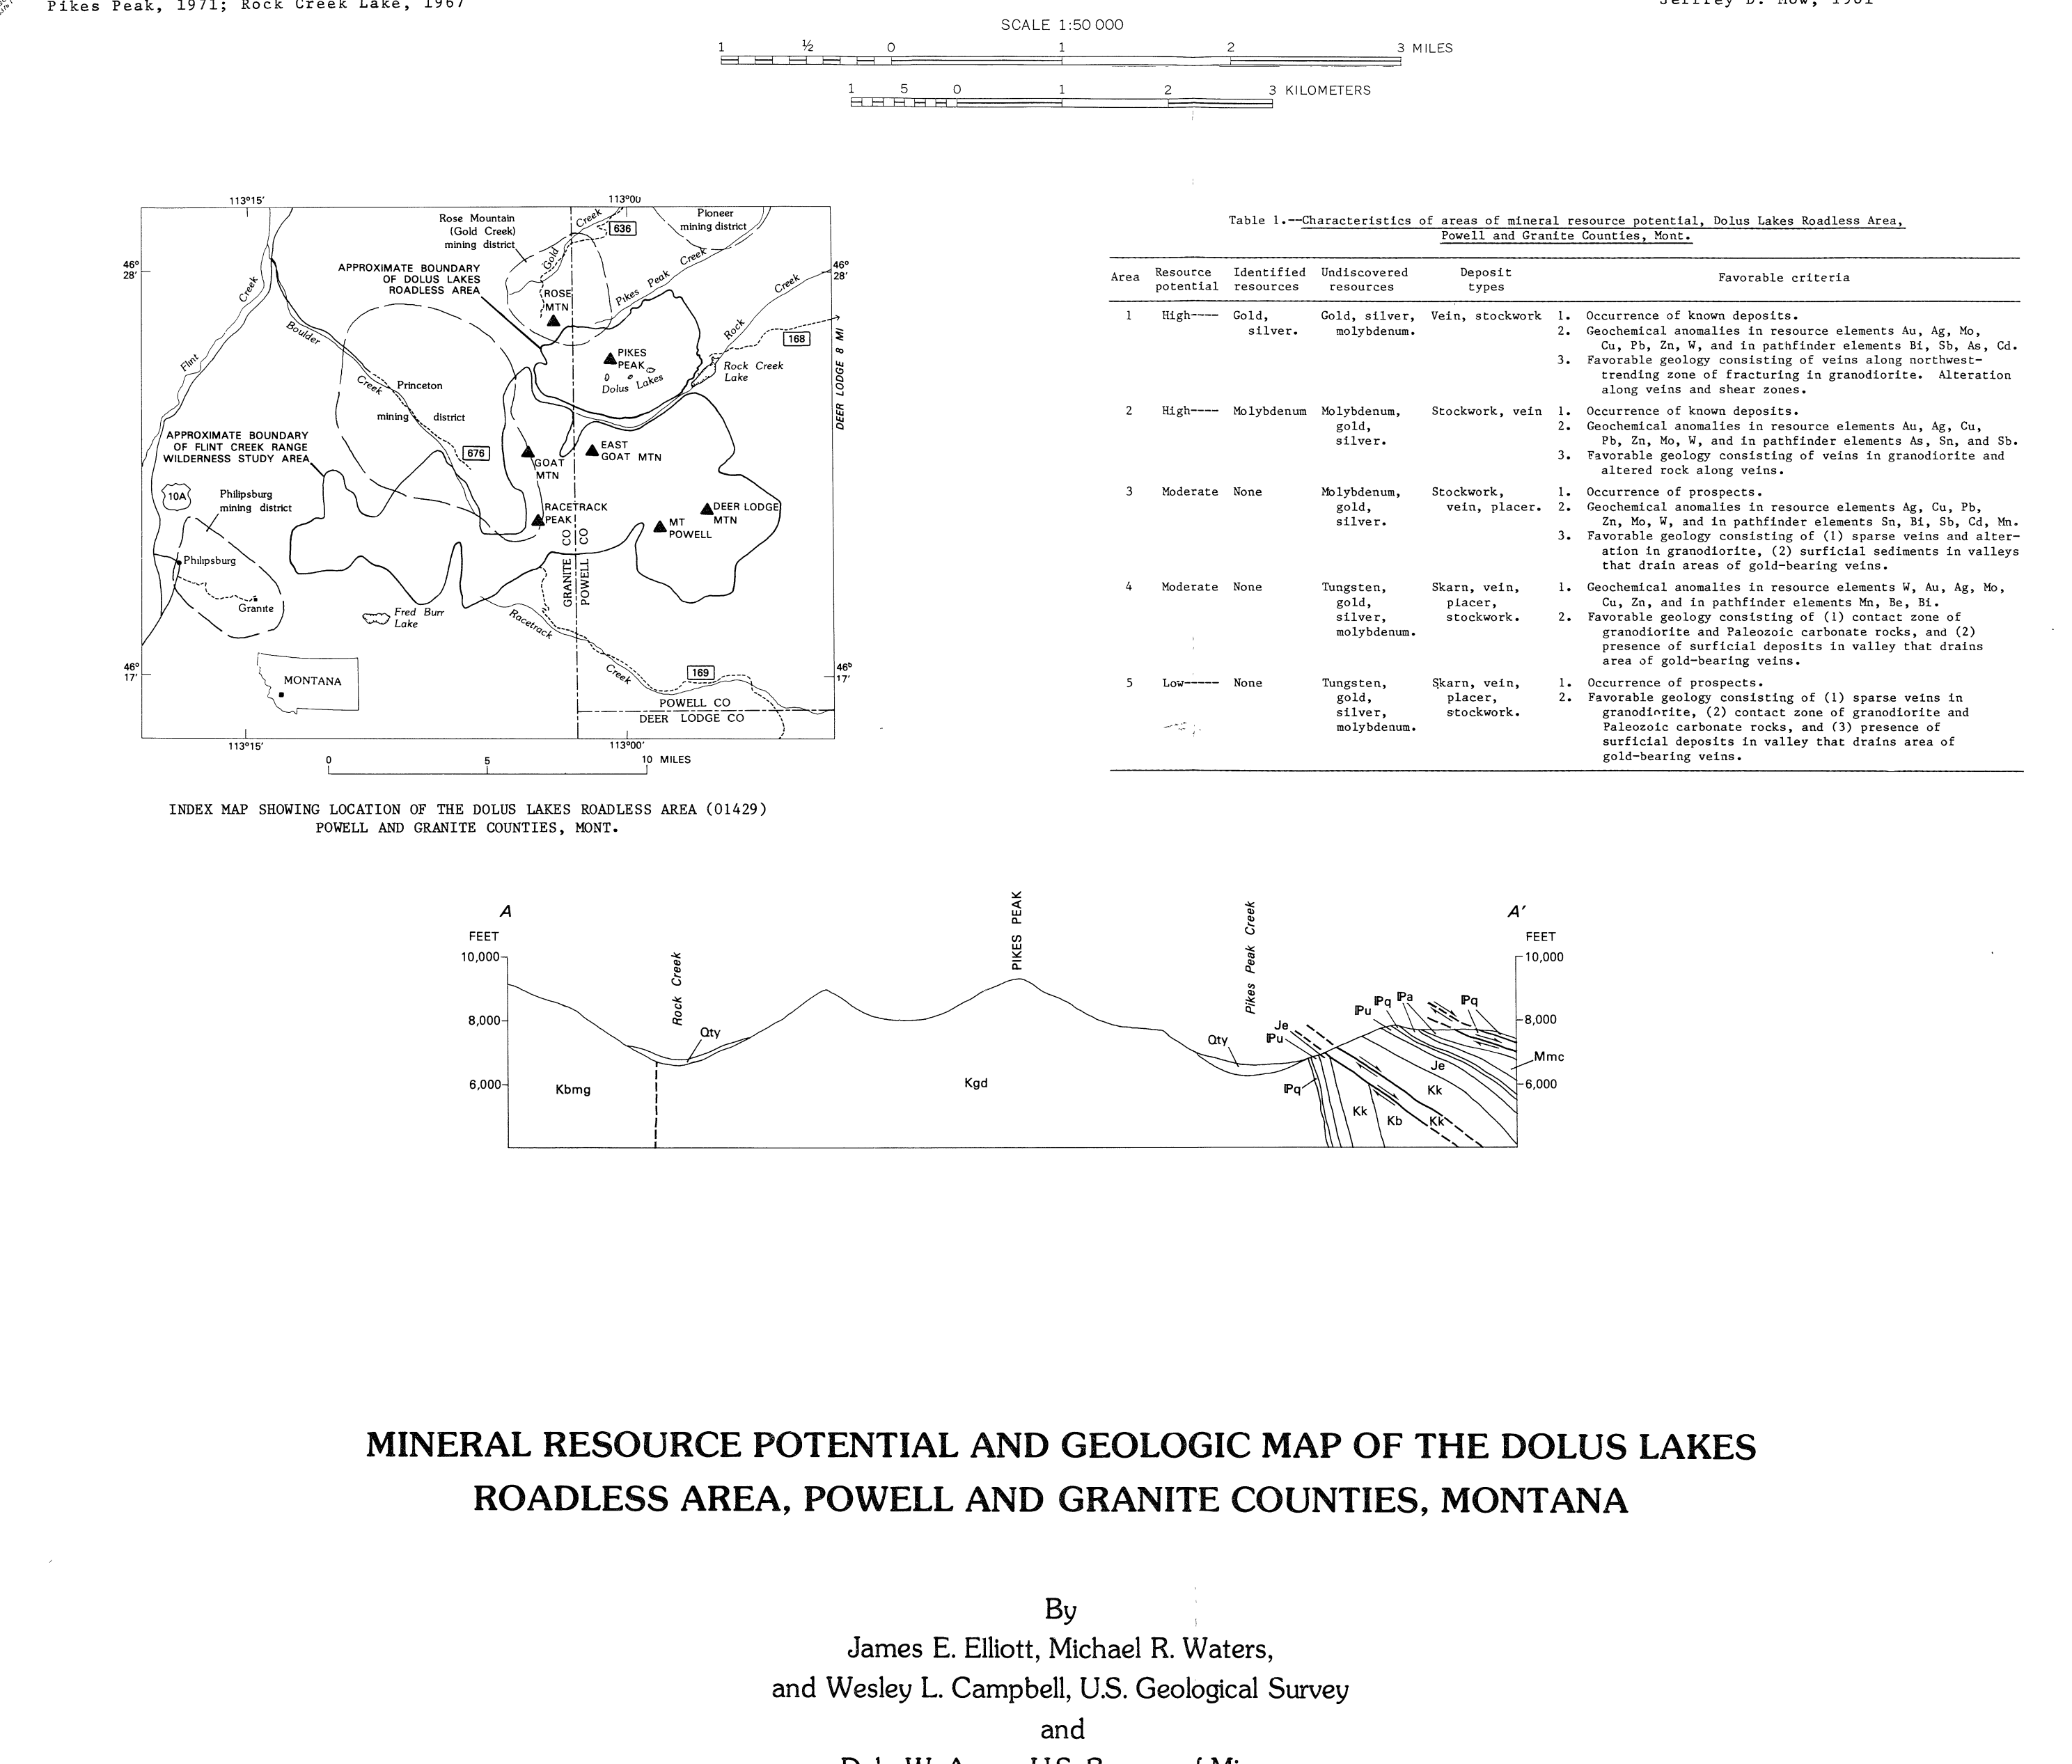 Pikes Peak, 1971; Rock Creek Lake, 1967
SCALE 1:50 000
1 ½ 0 1 2 3 MILES
1 5 0 1 2 3 KILOMETERS
113°15' 113°00
46° 28'
46° 28'
Rose Mountain
(Gold Creek)
mining district
Gold Creek
636
Pioneer
mining district
APPROXIMATE BOUNDARY
OF DOLUS LAKES
ROADLESS AREA
ROSE
MTN
Pikes Peak Creek
Rock Creek
168
DEER LODGE 8 MI
Flint Creek
Boulder Creek
PIKES
PEAK
Dolus Lakes
Rock Creek
Lake
Princeton
mining district
APPROXIMATE BOUNDARY
OF FLINT CREEK RANGE
WILDERNESS STUDY AREA
676
GOAT
MTN
EAST
GOAT MTN
10A
Philipsburg
mining district
RACETRACK
PEAK
MT
POWELL
DEER LODGE
MTN
GRANITE CO
POWELL CO
Philipsburg
Granite
Fred Burr
Lake
Racetrack Creek
46° 17'
46° 17'
MONTANA
169
POWELL CO
DEER LODGE CO
113°15' 113°00'
0 5 10 MILES
INDEX MAP SHOWING LOCATION OF THE DOLUS LAKES ROADLESS AREA (01429)
POWELL AND GRANITE COUNTIES, MONT.
Table 1.--Characteristics of areas of mineral resource potential, Dolus Lakes Roadless Area,
Powell and Granite Counties, Mont.
Area Resource potential Identified resources Undiscovered resources Deposit types Favorable criteria
1 High---- Gold, Gold, silver, Vein, stockwork 1. Occurrence of known deposits.
silver. molybdenum. 2. Geochemical anomalies in resource elements Au, Ag, Mo,
Cu, Pb, Zn, W, and in pathfinder elements Bi, Sb, As, Cd.
3. Favorable geology consisting of veins along northwest-
trending zone of fracturing in granodiorite. Alteration
along veins and shear zones.
2 High---- Molybdenum Molybdenum, Stockwork, vein 1. Occurrence of known deposits.
gold, 2. Geochemical anomalies in resource elements Au, Ag, Cu,
silver. Pb, Zn, Mo, W, and in pathfinder elements As, Sn, and Sb.
3. Favorable geology consisting of veins in granodiorite and
altered rock along veins.
3 Moderate None Molybdenum, Stockwork, 1. Occurrence of prospects.
gold, vein, placer. 2. Geochemical anomalies in resource elements Ag, Cu, Pb,
silver. Zn, Mo, W, and in pathfinder elements Sn, Bi, Sb, Cd, Mn.
3. Favorable geology consisting of (1) sparse veins and alter-
ation in granodiorite, (2) surficial sediments in valleys
that drain areas of gold-bearing veins.
4 Moderate None Tungsten, Skarn, vein, 1. Geochemical anomalies in resource elements W, Au, Ag, Mo,
gold, placer, Cu, Zn, and in pathfinder elements Mn, Be, Bi.
silver, stockwork. 2. Favorable geology consisting of (1) contact zone of
molybdenum. granodiorite and Paleozoic carbonate rocks, and (2)
presence of surficial deposits in valley that drains
area of gold-bearing veins.
5 Low----- None Tungsten, Skarn, vein, 1. Occurrence of prospects.
gold, placer, 2. Favorable geology consisting of (1) sparse veins in
silver, stockwork. granodiorite, (2) contact zone of granodiorite and
molybdenum. Paleozoic carbonate rocks, and (3) presence of
surficial deposits in valley that drains area of
gold-bearing veins.
A A′
FEET FEET
10,000 10,000
8,000 8,000
6,000 6,000
Rock Creek
PIKES PEAK
Pikes Peak Creek
Qty
Qty
Je
ℙu
ℙu
ℙq
ℙa
ℙq
Mmc
Kbmg
Kgd
ℙq
Je
Kk
Kk
Kb
Kk
MINERAL RESOURCE POTENTIAL AND GEOLOGIC MAP OF THE DOLUS LAKES
ROADLESS AREA, POWELL AND GRANITE COUNTIES, MONTANA
By
James E. Elliott, Michael R. Waters,
and Wesley L. Campbell, U.S. Geological Survey
and